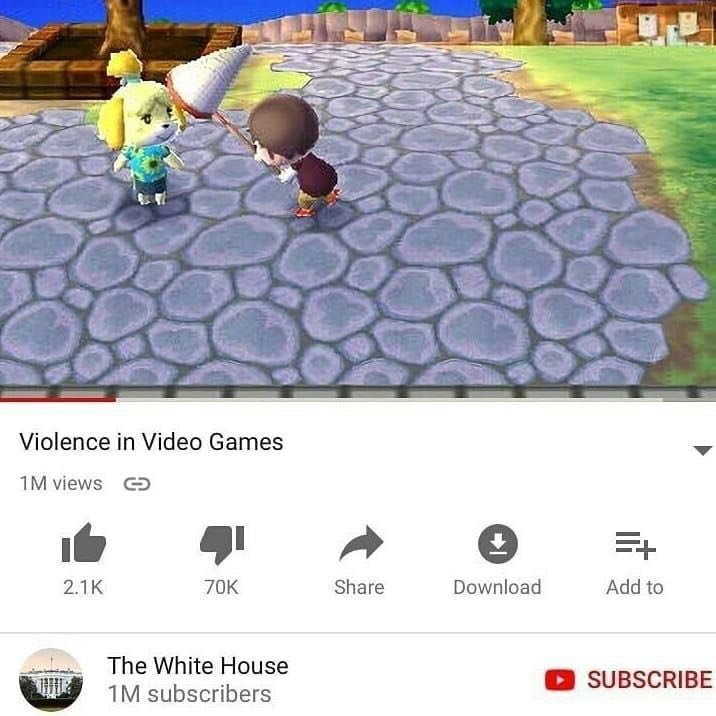 Violence in Video Games
1M views
2.1K
70K
Share
Download
Add to
The White House
1M subscribers
SUBSCRIBE